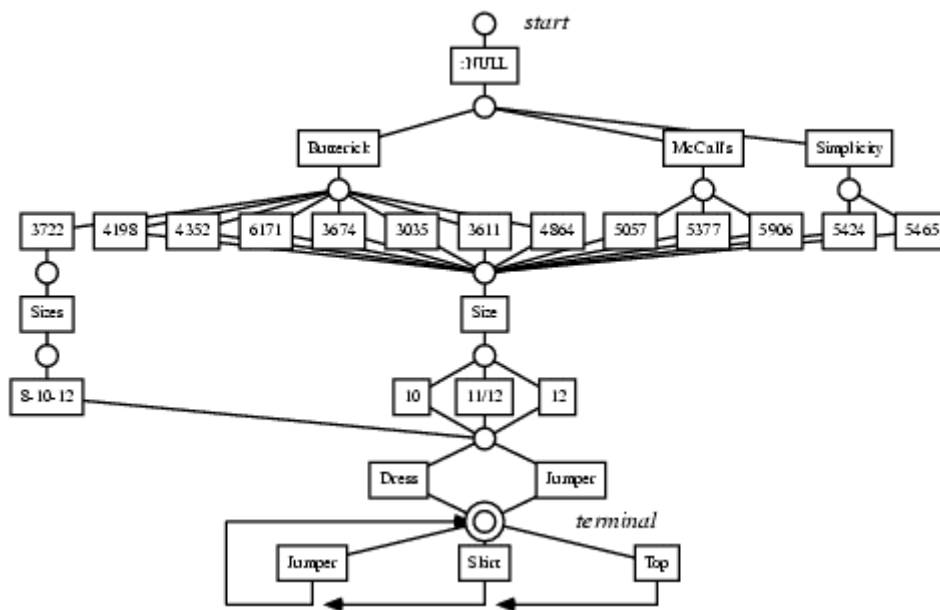 start
:NULL
Butterick McCall's Simplicity
3722 4198 4352 6171 3674 3035 3611 4864 5057 5377 5906 5424 5465
Sizes Size
8-10-12 10 11/12 12
Dress Jumper
terminal
Jumper Skirt Top